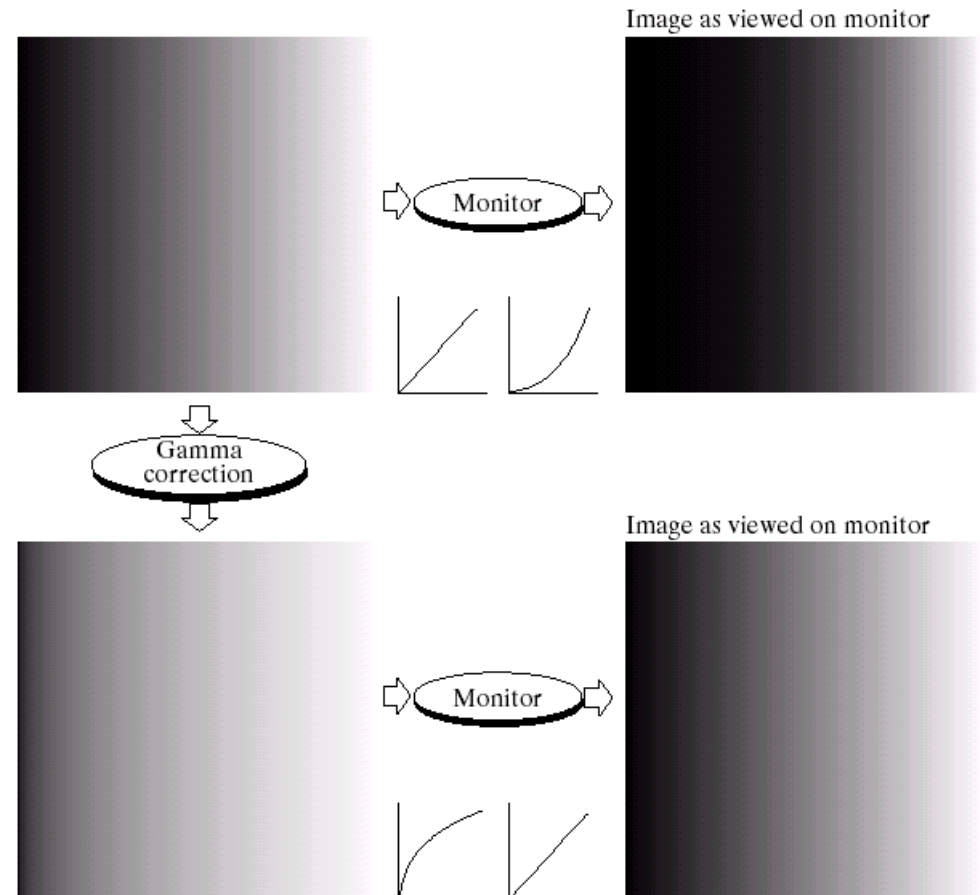 Image as viewed on monitor
Monitor
Gamma
correction
Image as viewed on monitor
Monitor